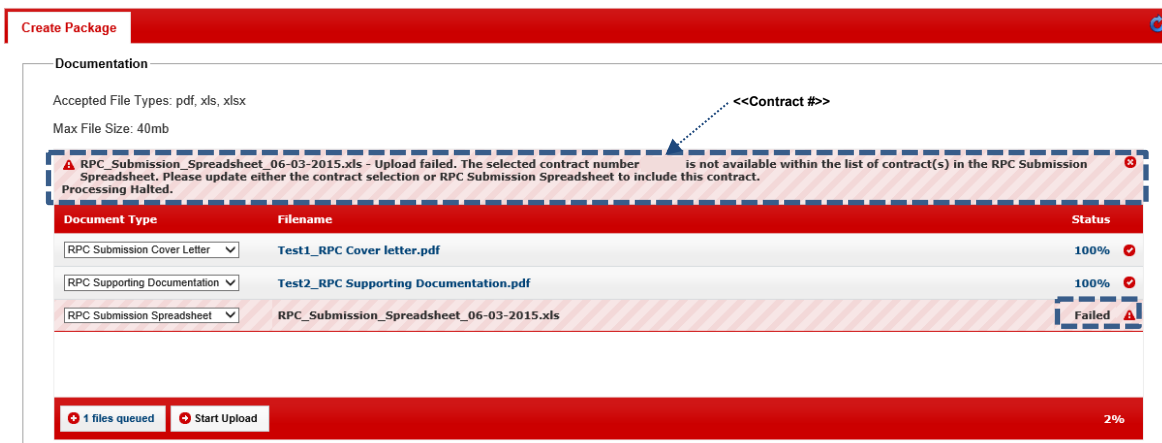 Create Package
Documentation
Accepted File Types: pdf, xls, xlsx
<<Contract #>>
Max File Size: 40mb
RPC_Submission_Spreadsheet_06-03-2015.xls - Upload failed. The selected contract number is not available within the list of contract(s) in the RPC Submission
Spreadsheet. Please update either the contract selection or RPC Submission Spreadsheet to include this contract.
Processing Halted.
Document Type Filename Status
RPC Submission Cover Letter Test1_RPC Cover letter.pdf 100%
RPC Supporting Documentation Test2_RPC Supporting Documentation.pdf 100%
RPC Submission Spreadsheet RPC_Submission_Spreadsheet_06-03-2015.xls Failed
1 files queued Start Upload 2%